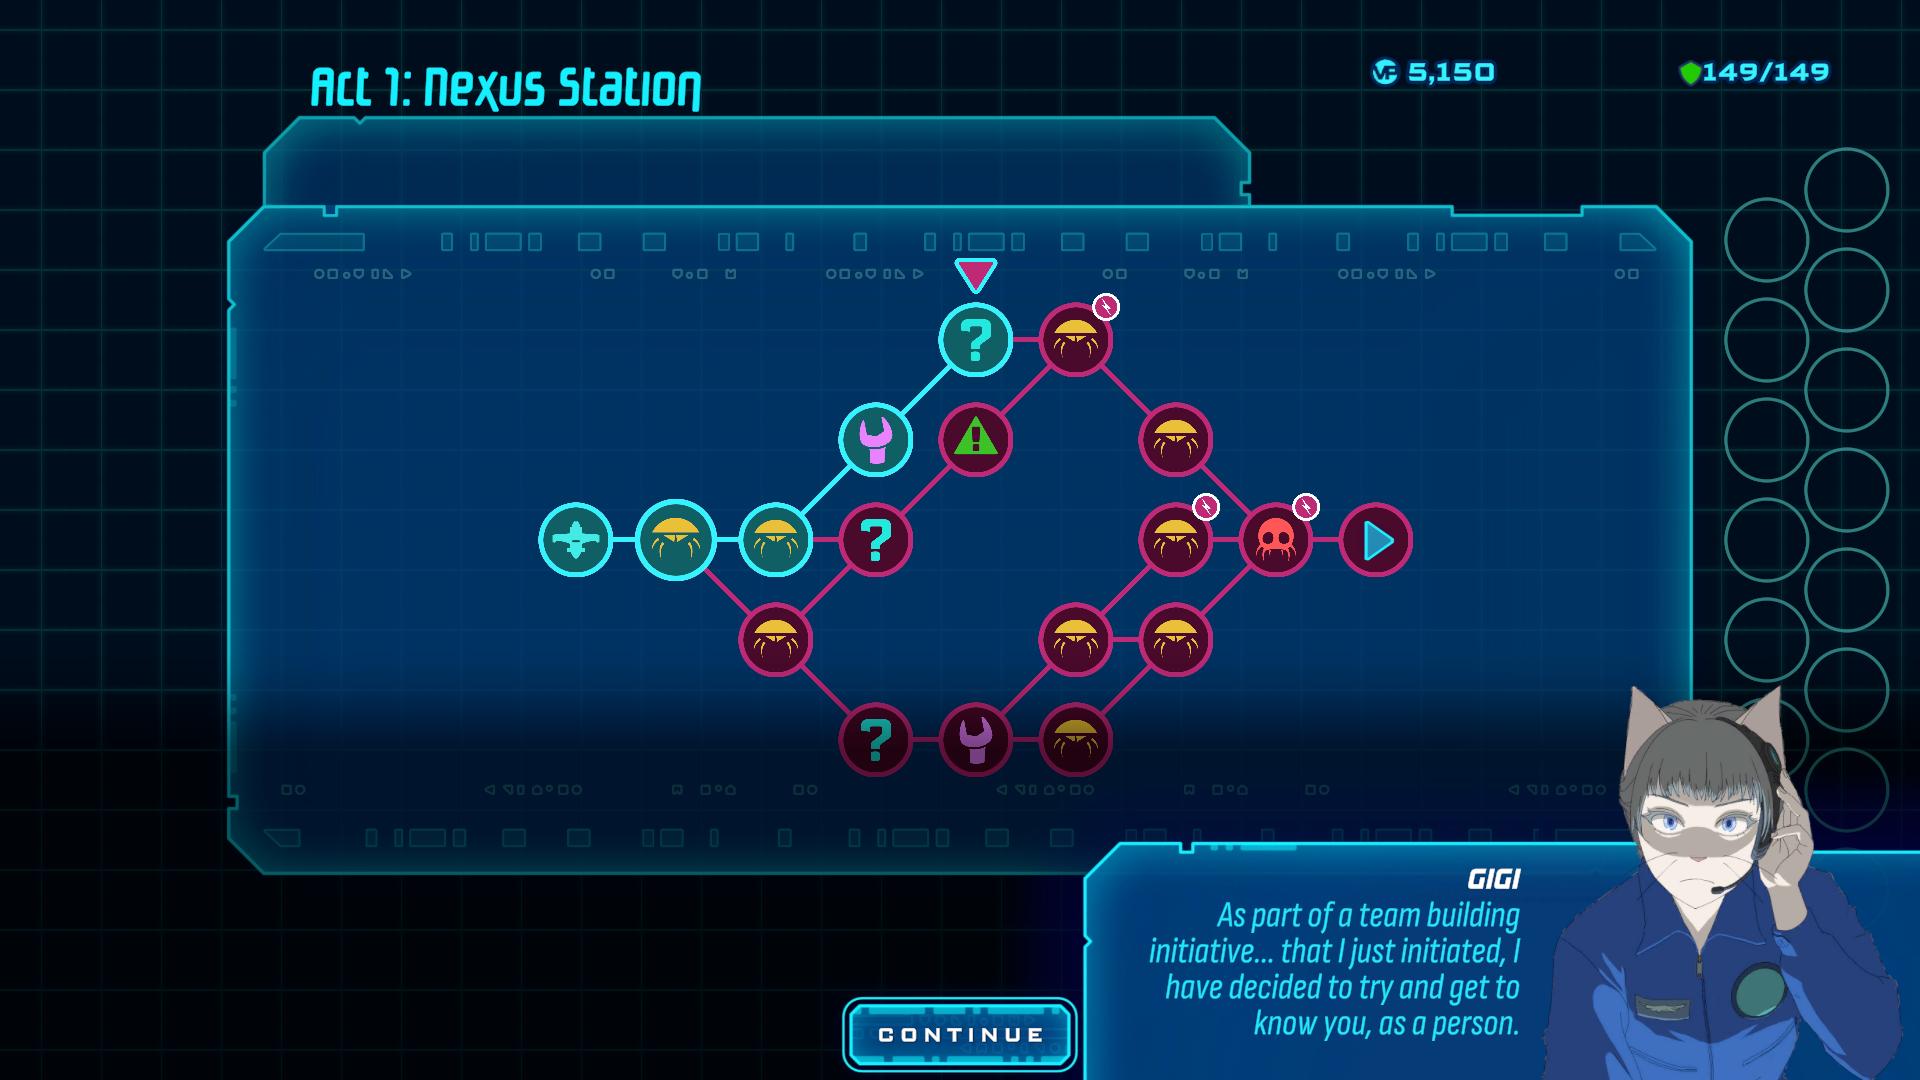 Act 1: Nexus Station
VP 5,150
149/149
GIGI
As part of a team building
initiative... that I just initiated, I
have decided to try and get to
know you, as a person.
CONTINUE